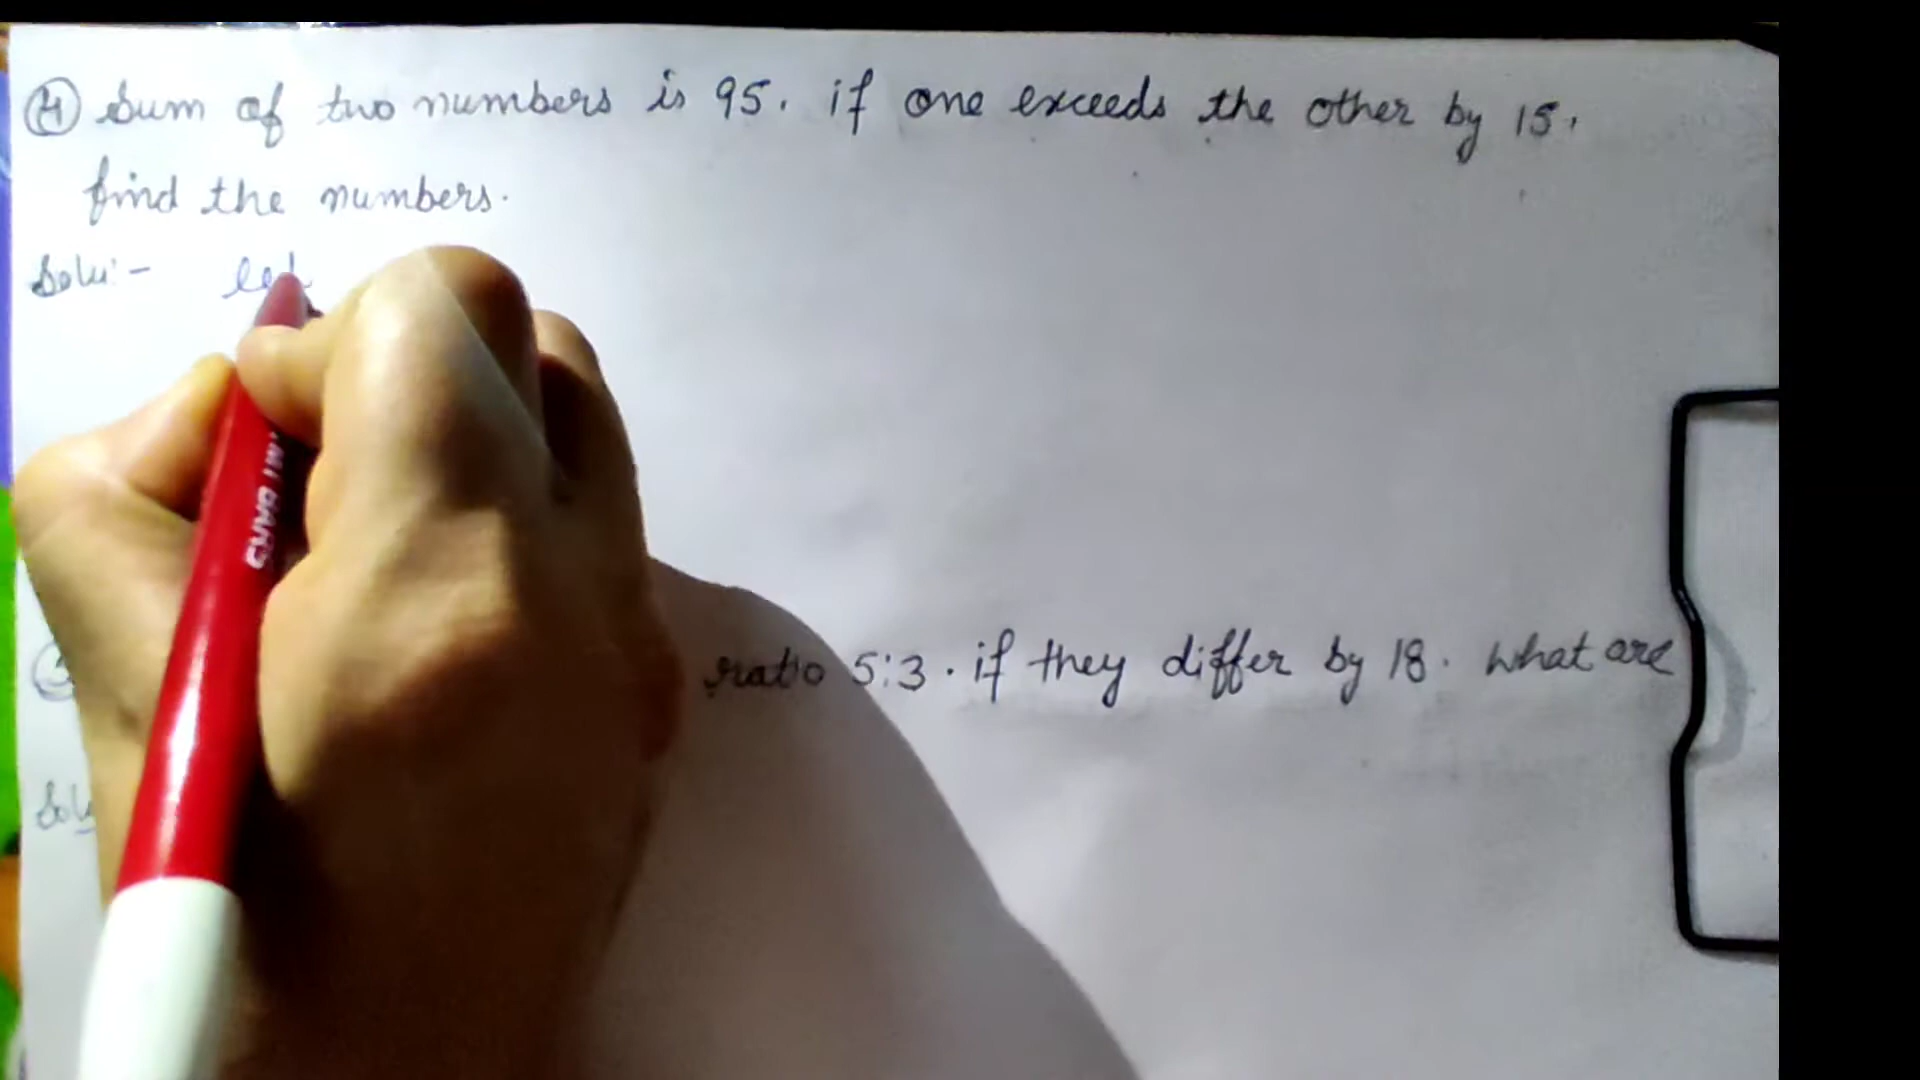 ④ Sum of two numbers is 95. if one exceeds the other by 15.
find the numbers.
Solu:- let
ratio 5:3. if they differ by 18. What are